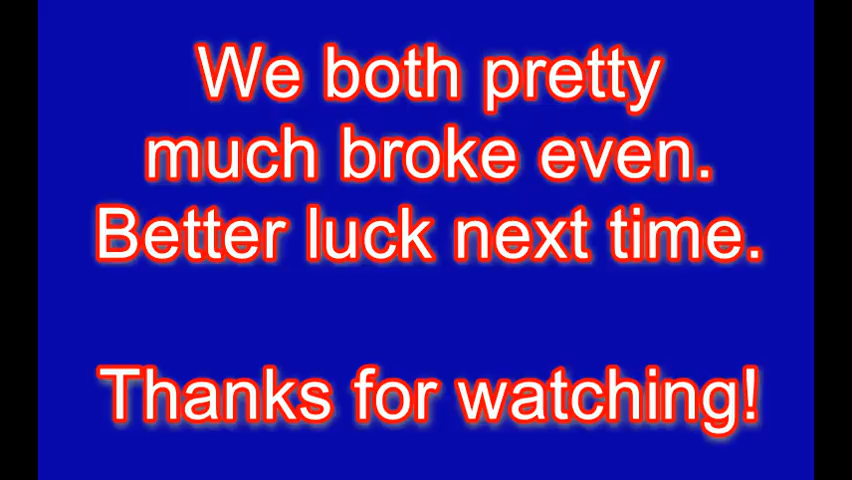 We both pretty
much broke even.
Better luck next time.
Thanks for watching!